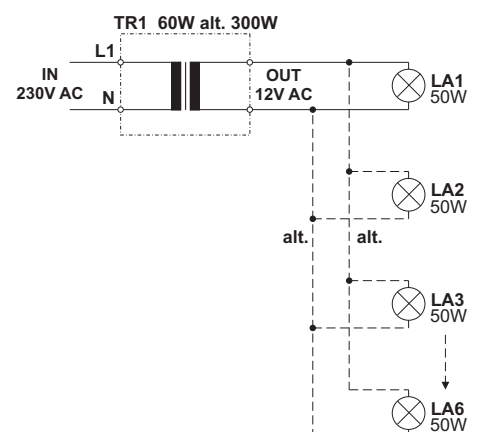 TR1 60W alt. 300W
L1
IN
230V AC
N
OUT
12V AC
LA1
50W
LA2
50W
alt.
alt.
LA3
50W
LA6
50W